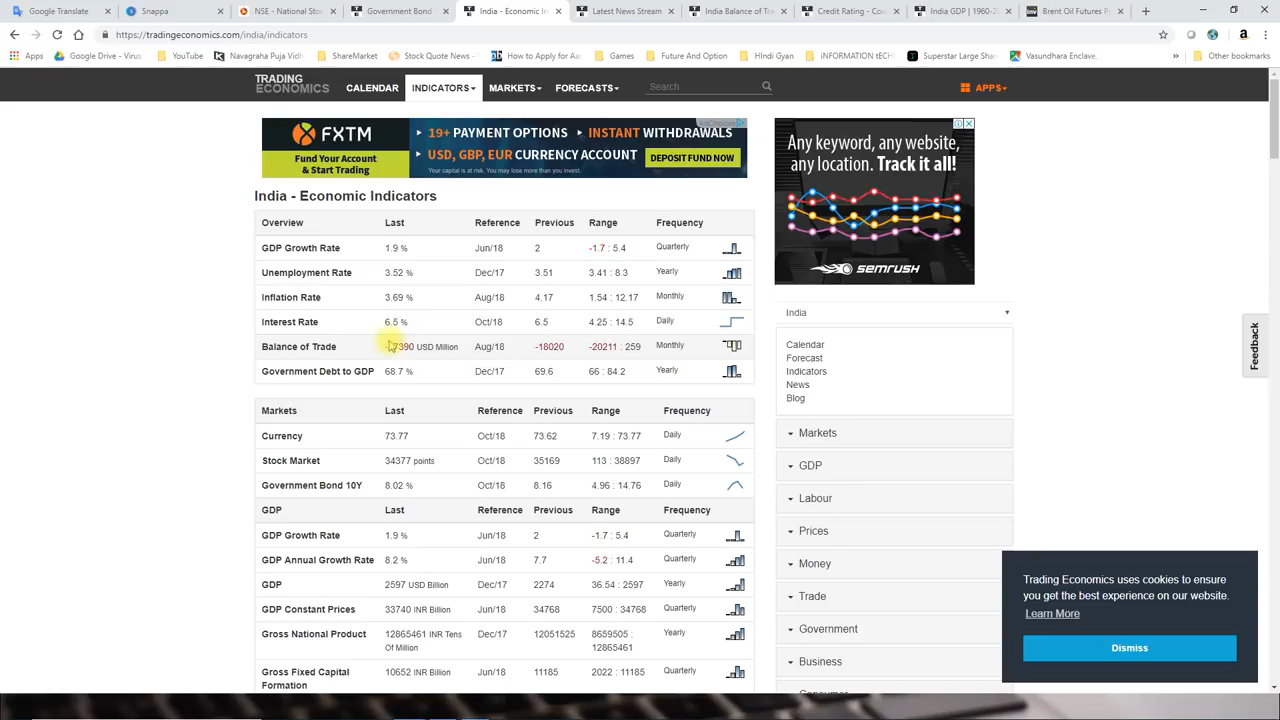 Google Translate
Snappa
NSE - National Sto
Government Bond
India - Economic In
Latest News Stream
India Balance of Tra
Credit Rating - Cou
India GDP | 1960-2
Brent Oil Futures P
https://tradingeconomics.com/india/indicators
Apps
Google Drive - Virus
YouTube
Navagraha Puja Vidh
ShareMarket
Stock Quote News - 
How to Apply for Aad
Games
Future And Option
HIndi Gyan
iNFORMATION tECH
Superstar Large Shar
Vasundhara Enclave
Other bookmarks
TRADING
ECONOMICS
CALENDAR
INDICATORS
MARKETS
FORECASTS
Search
APPS
FXTM
Fund Your Account
& Start Trading
19+ PAYMENT OPTIONS
INSTANT WITHDRAWALS
USD, GBP, EUR CURRENCY ACCOUNT
DEPOSIT FUND NOW
Your capital is at risk. You may lose more than you invest.
AdChoices
Any keyword, any website,
any location. Track it all!
SEMRUSH
India - Economic Indicators
Overview Last Reference Previous Range Frequency
GDP Growth Rate 1.9 % Jun/18 2 -1.7 : 5.4 Quarterly
Unemployment Rate 3.52 % Dec/17 3.51 3.41 : 8.3 Yearly
Inflation Rate 3.69 % Aug/18 4.17 1.54 : 12.17 Monthly
Interest Rate 6.5 % Oct/18 6.5 4.25 : 14.5 Daily
Balance of Trade 7390 USD Million Aug/18 -18020 -20211 : 259 Monthly
Government Debt to GDP 68.7 % Dec/17 69.6 66 : 84.2 Yearly
Markets Last Reference Previous Range Frequency
Currency 73.77 Oct/18 73.62 7.19 : 73.77 Daily
Stock Market 34377 points Oct/18 35169 113 : 38897 Daily
Government Bond 10Y 8.02 % Oct/18 8.16 4.96 : 14.76 Daily
GDP Last Reference Previous Range Frequency
GDP Growth Rate 1.9 % Jun/18 2 -1.7 : 5.4 Quarterly
GDP Annual Growth Rate 8.2 % Jun/18 7.7 -5.2 : 11.4 Quarterly
GDP 2597 USD Billion Dec/17 2274 36.54 : 2597 Yearly
GDP Constant Prices 33740 INR Billion Jun/18 34768 7500 : 34768 Quarterly
Gross National Product 12865461 INR Tens Dec/17 12051525 8659505 : Yearly
Of Million 12865461
Gross Fixed Capital 10652 INR Billion Jun/18 11185 2022 : 11185 Quarterly
Formation
India
Calendar
Forecast
Indicators
News
Blog
Markets
GDP
Labour
Prices
Money
Trade
Government
Business
Consumer
Feedback
Trading Economics uses cookies to ensure
you get the best experience on our website.
Learn More
Dismiss